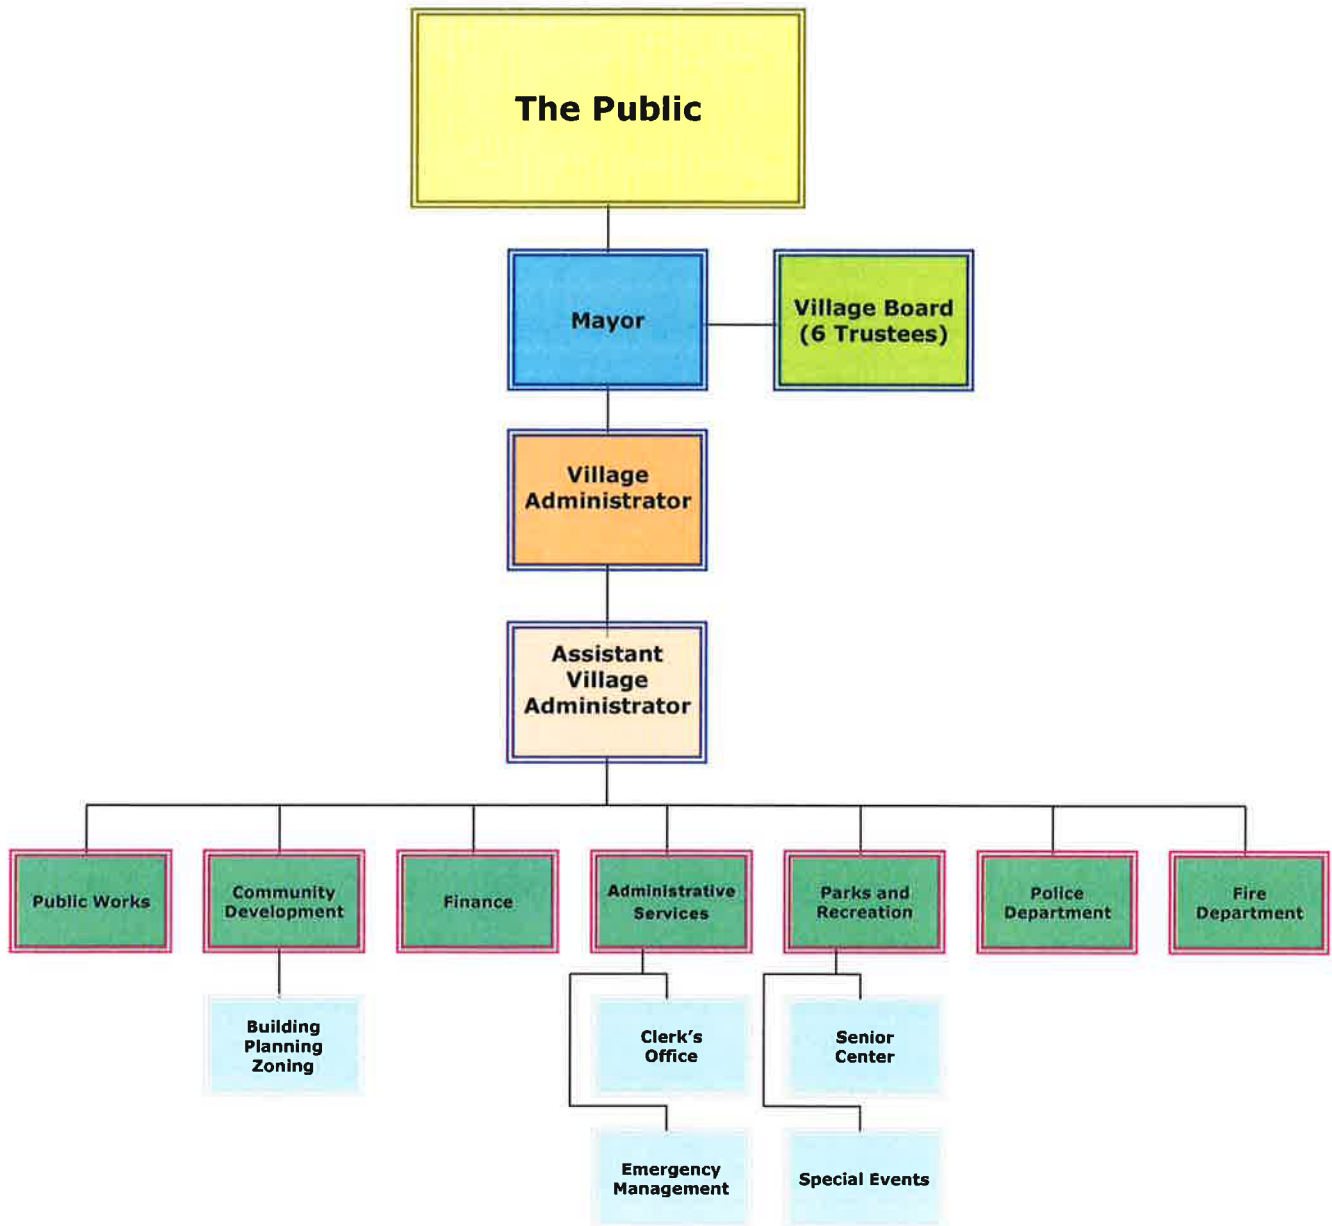 The Public
Mayor
Village Board
(6 Trustees)
Village
Administrator
Assistant
Village
Administrator
Public Works
Community
Development
Finance
Administrative
Services
Parks and
Recreation
Police
Department
Fire
Department
Building
Planning
Zoning
Clerk's
Office
Senior
Center
Emergency
Management
Special Events